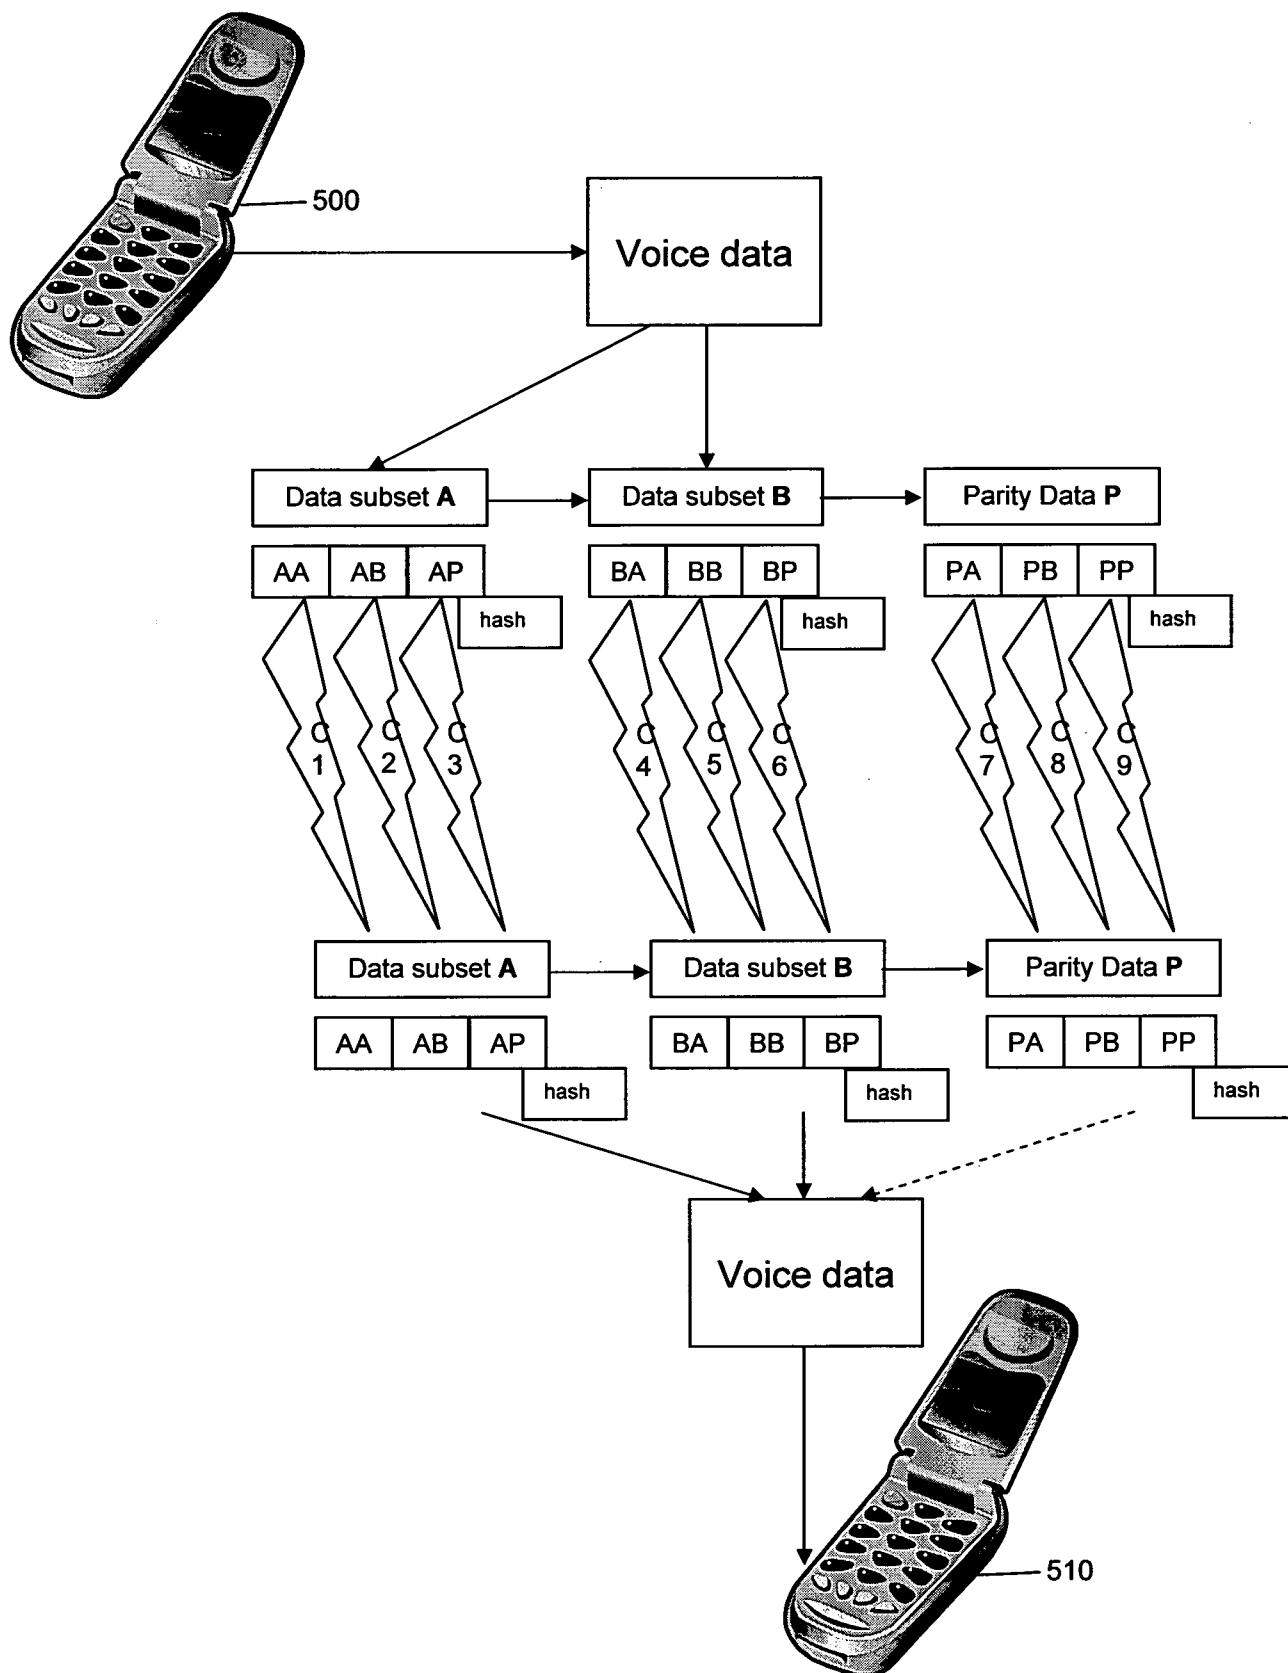 500
Voice data
Data subset A
Data subset B
Parity Data P
AA AB AP
BA BB BP
PA PB PP
hash
hash
hash
C 1
C 2
C 3
C 4
C 5
C 6
C 7
C 8
C 9
Data subset A
Data subset B
Parity Data P
AA AB AP
BA BB BP
PA PB PP
hash
hash
hash
Voice data
510